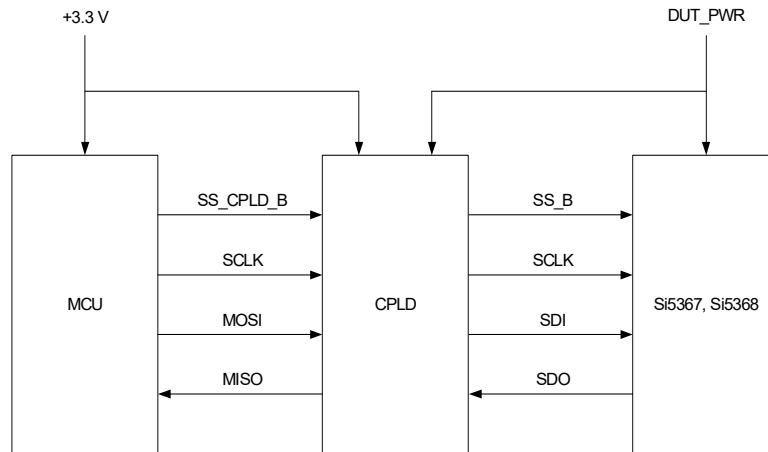 +3.3 V
DUT_PWR
SS_CPLD_B
SS_B
SCLK
SCLK
MCU
CPLD
Si5367, Si5368
MOSI
SDI
MISO
SDO